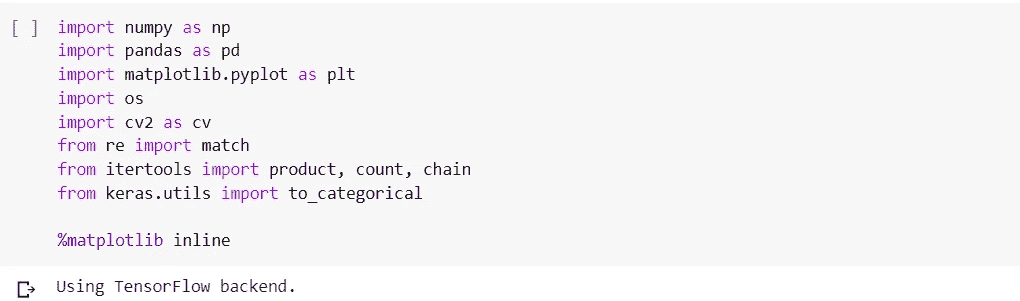 [ ] import numpy as np
import pandas as pd
import matplotlib.pyplot as plt
import os
import cv2 as cv
from re import match
from itertools import product, count, chain
from keras.utils import to_categorical
%matplotlib inline
Using TensorFlow backend.